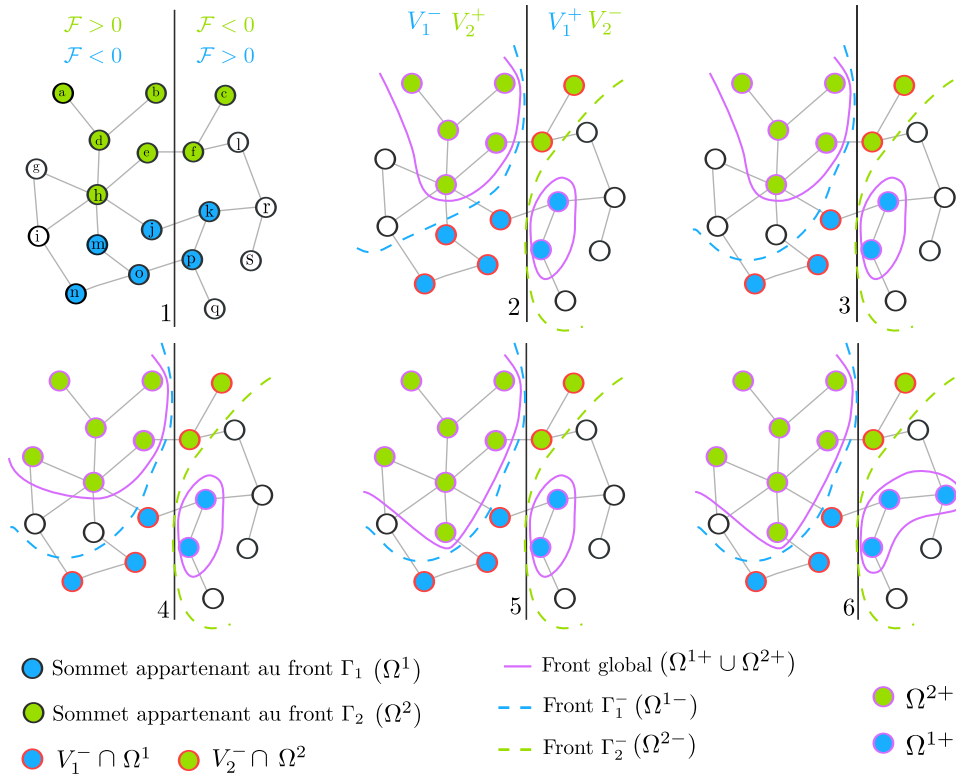 ℱ > 0 ℱ < 0
ℱ < 0 ℱ > 0
V₁⁻ V₂⁺ V₁⁺ V₂⁻
a b c
d e f l
g h
i j k r
m o p s
n q
1 2 3
4 5 6
Sommet appartenant au front Γ₁ (Ω¹)
Sommet appartenant au front Γ₂ (Ω²)
V₁⁻ ∩ Ω¹ V₂⁻ ∩ Ω²
Front global (Ω¹⁺ ∪ Ω²⁺)
Front Γ₁⁻ (Ω¹⁻)
Front Γ₂⁻ (Ω²⁻)
Ω²⁺
Ω¹⁺